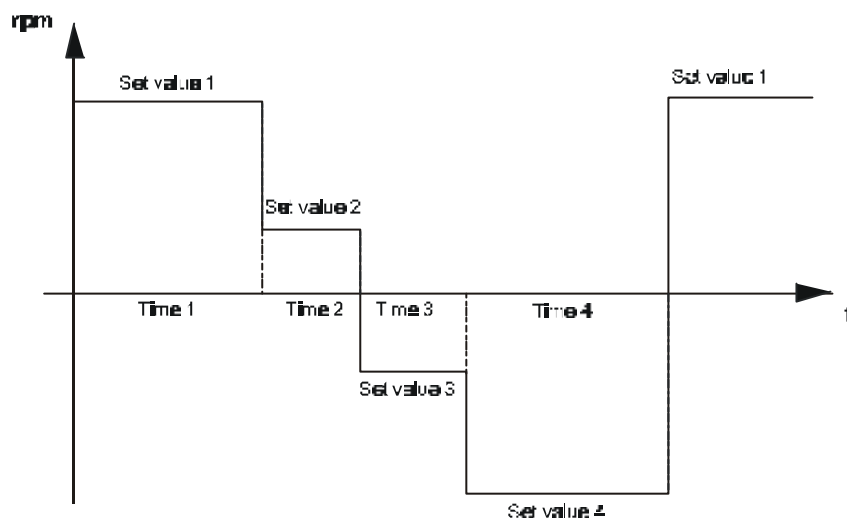 rpm
Set value 1
Set value 1
Set value 2
Time 1
Time 2
Time 3
Time 4
t
Set value 3
Set value 4